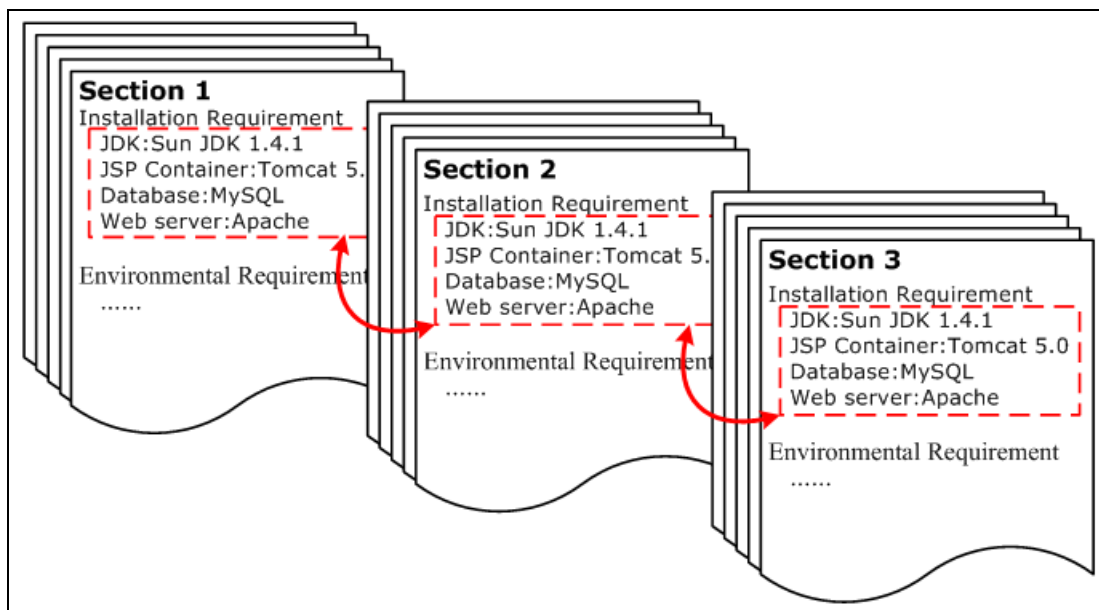 Section 1
Installation Requirement
JDK:Sun JDK 1.4.1
JSP Container:Tomcat 5.
Database:MySQL
Web server:Apache
Environmental Requirement
......
Section 2
Installation Requirement
JDK:Sun JDK 1.4.1
JSP Container:Tomcat 5.
Database:MySQL
Web server:Apache
Environmental Requirement
......
Section 3
Installation Requirement
JDK:Sun JDK 1.4.1
JSP Container:Tomcat 5.0
Database:MySQL
Web server:Apache
Environmental Requirement
......